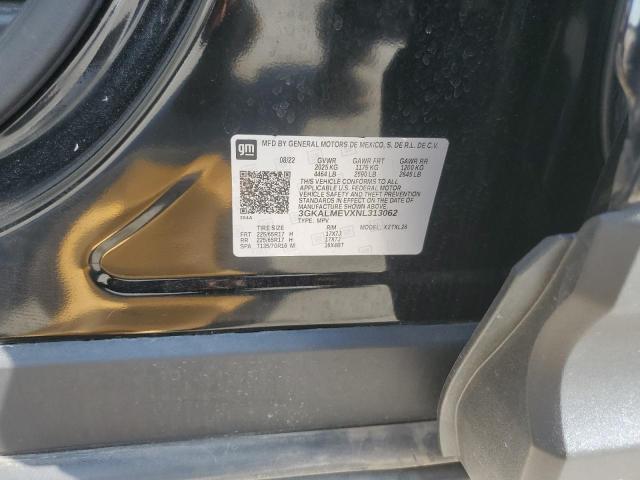 gm MFD BY GENERAL MOTORS DE MEXICO, S. DE R.L. DE C.V.
08/22 GVWR GAWR FRT GAWR RR
2025 KG 1175 KG 1200 KG
4464 LB 2590 LB 2645 LB
THIS VEHICLE CONFORMS TO ALL
APPLICABLE U.S. FEDERAL MOTOR
VEHICLE SAFETY AND THEFT PREVENTION
STANDARDS IN EFFECT ON THE DATE OF
MANUFACTURE SHOWN ABOVE.
3GKALMEVXNL313062
TYPE: MPV
TIRE SIZE RIM MODEL: X2TXL26
FRT 225/65R17 H 17X7J
RR 225/65R17 H 17X7J
SPA T135/70R16 M 16X4BT